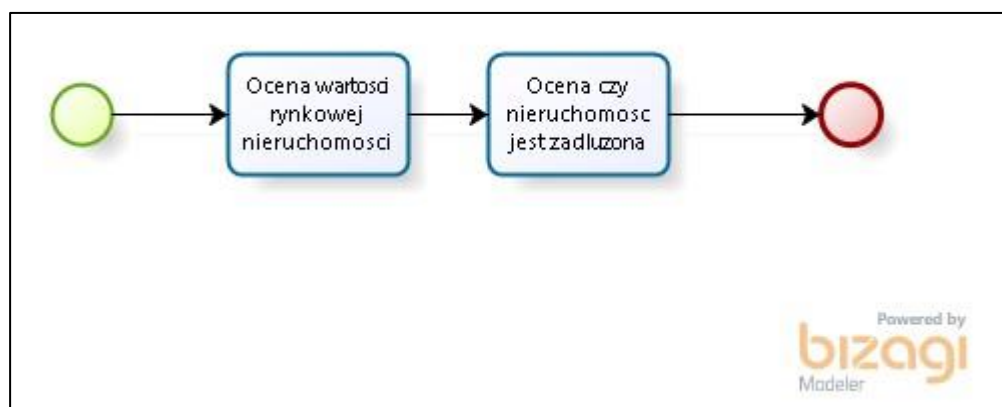 Ocena wartosci
rynkowej
nieruchomosci
Ocena czy
nieruchomosc
jest zadluzona
Powered by
bizagi
Modeler